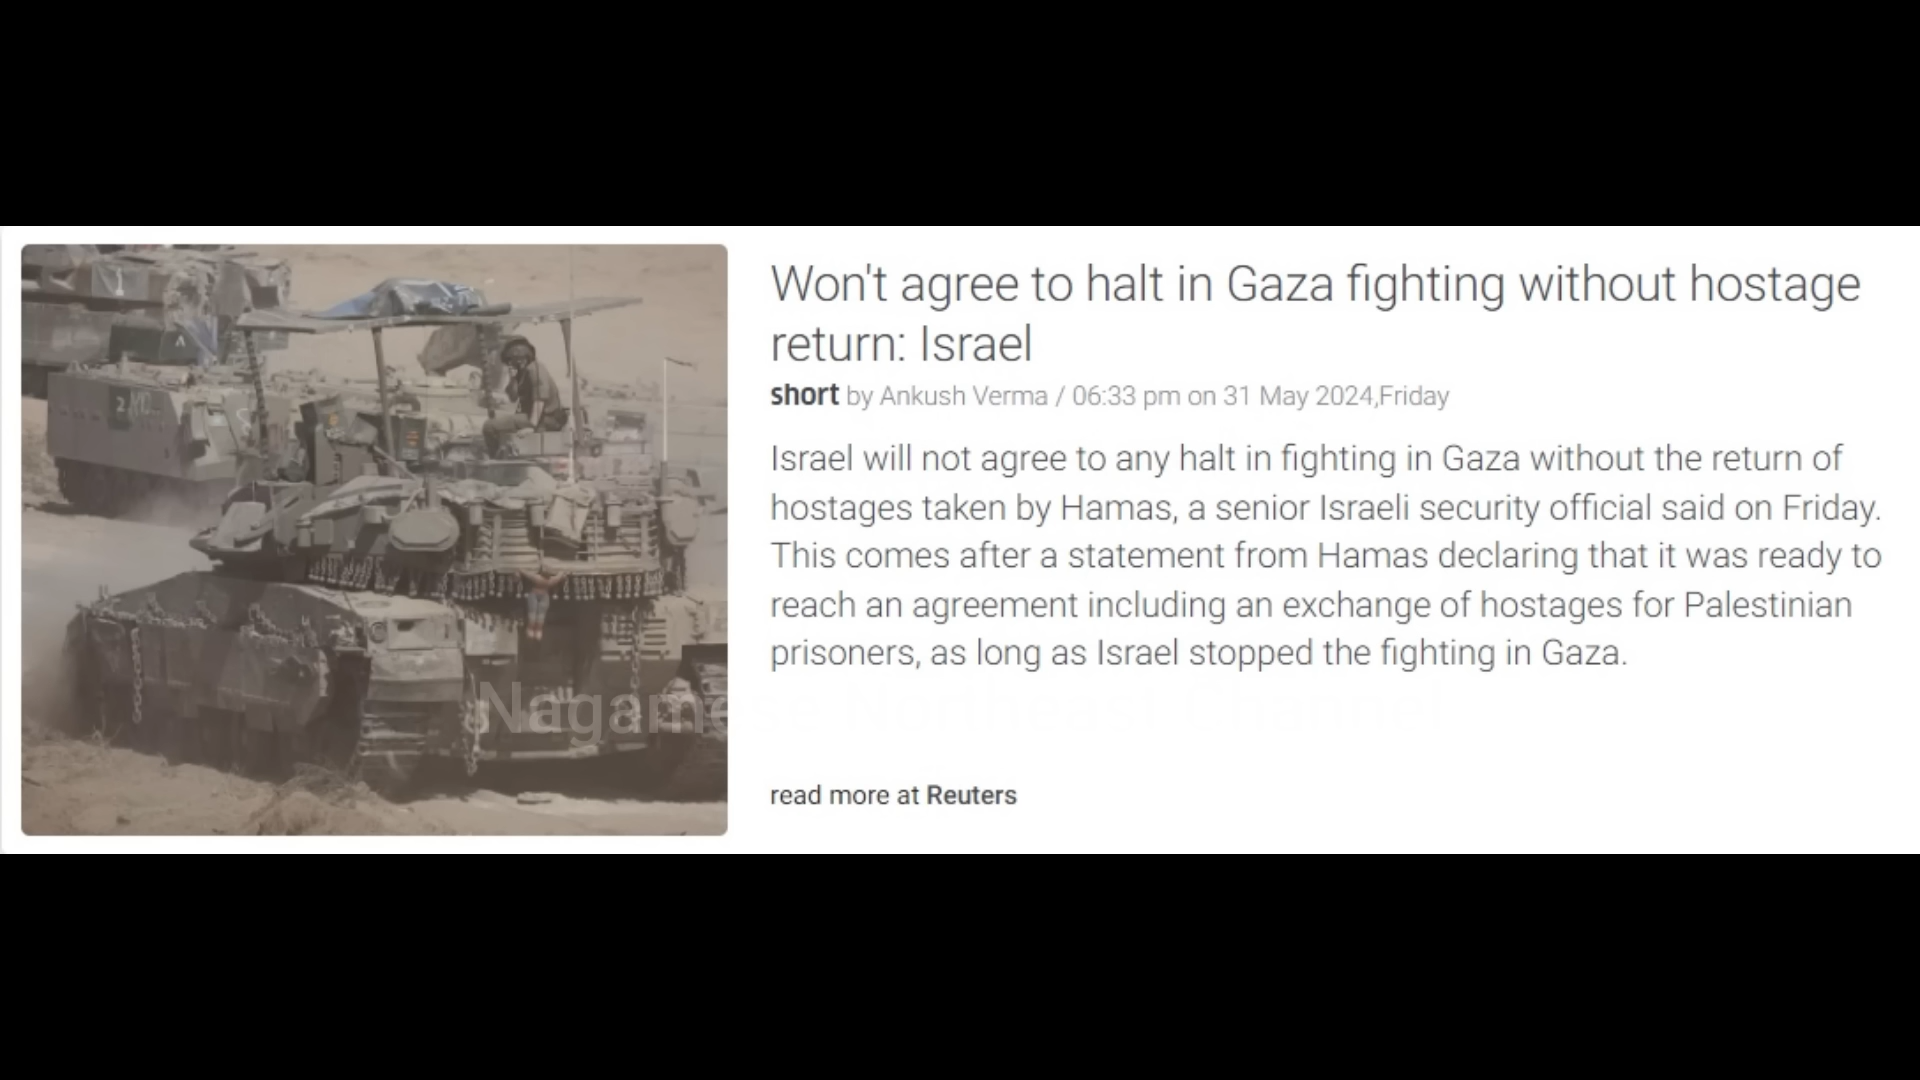 Won't agree to halt in Gaza fighting without hostage
return: Israel
short by Ankush Verma / 06:33 pm on 31 May 2024,Friday
Israel will not agree to any halt in fighting in Gaza without the return of
hostages taken by Hamas, a senior Israeli security official said on Friday.
This comes after a statement from Hamas declaring that it was ready to
reach an agreement including an exchange of hostages for Palestinian
prisoners, as long as Israel stopped the fighting in Gaza.
Nagamese Northeast Channel
read more at Reuters